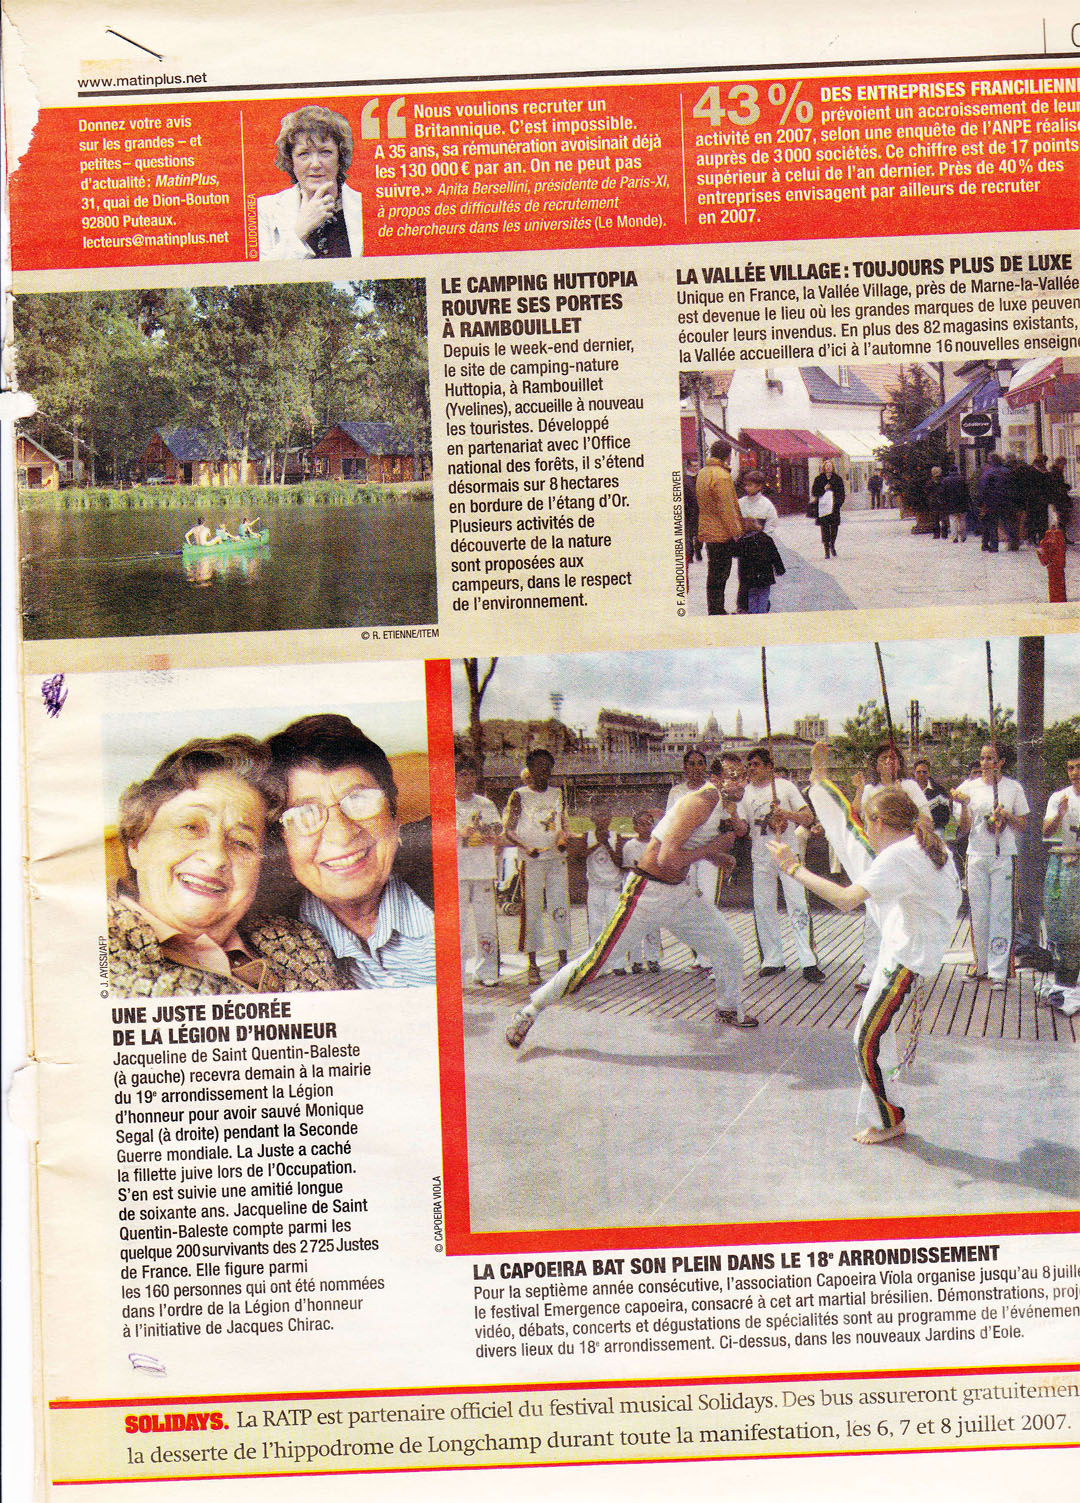 www.matinplus.net
Donnez votre avis
sur les grandes – et
petites – questions
d'actualité : MatinPlus,
31, quai de Dion-Bouton
92800 Puteaux.
lecteurs@matinplus.net
© LUDOVIC/REA
“ Nous voulions recruter un
Britannique. C'est impossible.
A 35 ans, sa rémunération avoisinait déjà
les 130 000 € par an. On ne peut pas
suivre.» Anita Bersellini, présidente de Paris-XI,
à propos des difficultés de recrutement
de chercheurs dans les universités (Le Monde).
43 % DES ENTREPRISES FRANCILIENNE
prévoient un accroissement de leur
activité en 2007, selon une enquête de l'ANPE réalis
auprès de 3 000 sociétés. Ce chiffre est de 17 points
supérieur à celui de l'an dernier. Près de 40 % des
entreprises envisagent par ailleurs de recruter
en 2007.
LE CAMPING HUTTOPIA
ROUVRE SES PORTES
À RAMBOUILLET
Depuis le week-end dernier,
le site de camping-nature
Huttopia, à Rambouillet
(Yvelines), accueille à nouveau
les touristes. Développé
en partenariat avec l'Office
national des forêts, il s'étend
désormais sur 8 hectares
en bordure de l'étang d'Or.
Plusieurs activités de
découverte de la nature
sont proposées aux
campeurs, dans le respect
de l'environnement.
© R. ETIENNE/ITEM
LA VALLÉE VILLAGE : TOUJOURS PLUS DE LUXE
Unique en France, la Vallée Village, près de Marne-la-Vallée
est devenue le lieu où les grandes marques de luxe peuven
écouler leurs invendus. En plus des 82 magasins existants,
la Vallée accueillera d'ici à l'automne 16 nouvelles enseign
© F. ACHDOU/URBA IMAGES SERVER
© J. AYISSI/AFP
UNE JUSTE DÉCORÉE
DE LA LÉGION D'HONNEUR
Jacqueline de Saint Quentin-Baleste
(à gauche) recevra demain à la mairie
du 19e arrondissement la Légion
d'honneur pour avoir sauvé Monique
Segal (à droite) pendant la Seconde
Guerre mondiale. La Juste a caché
la fillette juive lors de l'Occupation.
S'en est suivie une amitié longue
de soixante ans. Jacqueline de Saint
Quentin-Baleste compte parmi les
quelque 200 survivants des 2 725 Justes
de France. Elle figure parmi
les 160 personnes qui ont été nommées
dans l'ordre de la Légion d'honneur
à l'initiative de Jacques Chirac.
© CAPOEIRA VIOLA
LA CAPOEIRA BAT SON PLEIN DANS LE 18e ARRONDISSEMENT
Pour la septième année consécutive, l'association Capoeira Viola organise jusqu'au 8 juille
le festival Emergence capoeira, consacré à cet art martial brésilien. Démonstrations, proj
vidéo, débats, concerts et dégustations de spécialités sont au programme de l'événemen
divers lieux du 18e arrondissement. Ci-dessus, dans les nouveaux Jardins d'Eole.
SOLIDAYS. La RATP est partenaire officiel du festival musical Solidays. Des bus assureront gratuitemen
la desserte de l'hippodrome de Longchamp durant toute la manifestation, les 6, 7 et 8 juillet 2007.